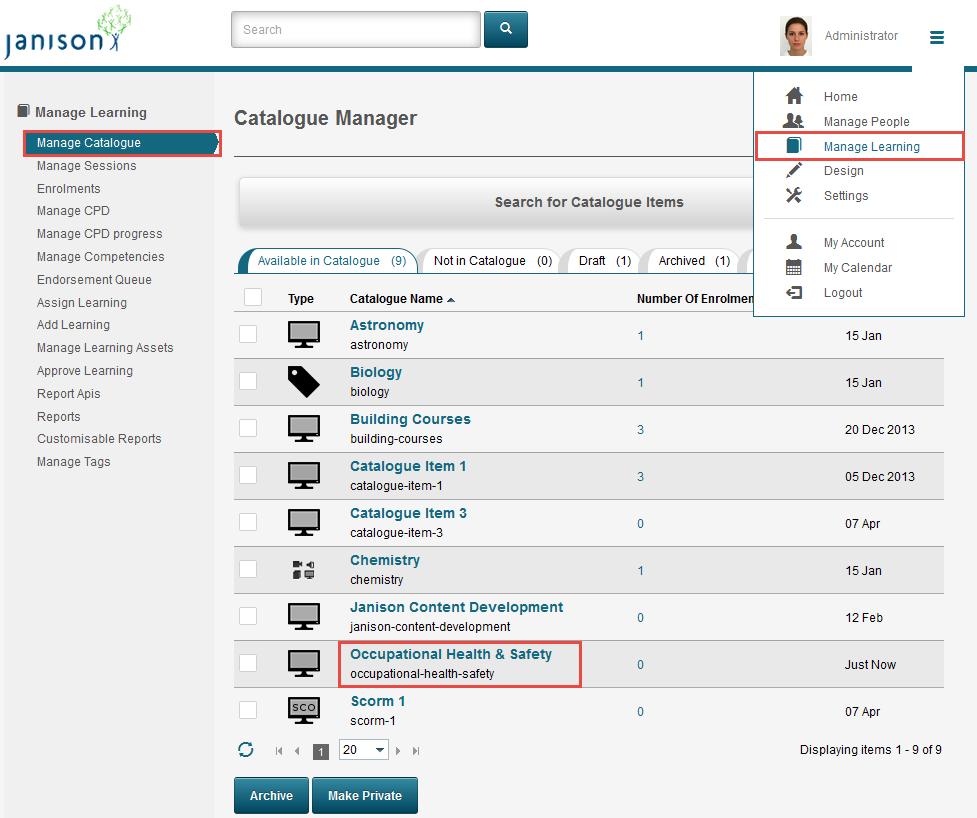 janison
Search
Administrator
Home
Manage People
Manage Learning
Design
Settings
My Account
My Calendar
Logout
Manage Learning
Manage Catalogue
Manage Sessions
Enrolments
Manage CPD
Manage CPD progress
Manage Competencies
Endorsement Queue
Assign Learning
Add Learning
Manage Learning Assets
Approve Learning
Report Apis
Reports
Customisable Reports
Manage Tags
Catalogue Manager
Search for Catalogue Items
Available in Catalogue (9) Not in Catalogue (0) Draft (1) Archived (1)
Type Catalogue Name Number Of Enrolmen
Astronomy
astronomy 1 15 Jan
Biology
biology 1 15 Jan
Building Courses
building-courses 3 20 Dec 2013
Catalogue Item 1
catalogue-item-1 3 05 Dec 2013
Catalogue Item 3
catalogue-item-3 0 07 Apr
Chemistry
chemistry 1 15 Jan
Janison Content Development
janison-content-development 0 12 Feb
Occupational Health & Safety
occupational-health-safety 0 Just Now
SCO Scorm 1
scorm-1 0 07 Apr
1 20 Displaying items 1 - 9 of 9
Archive Make Private